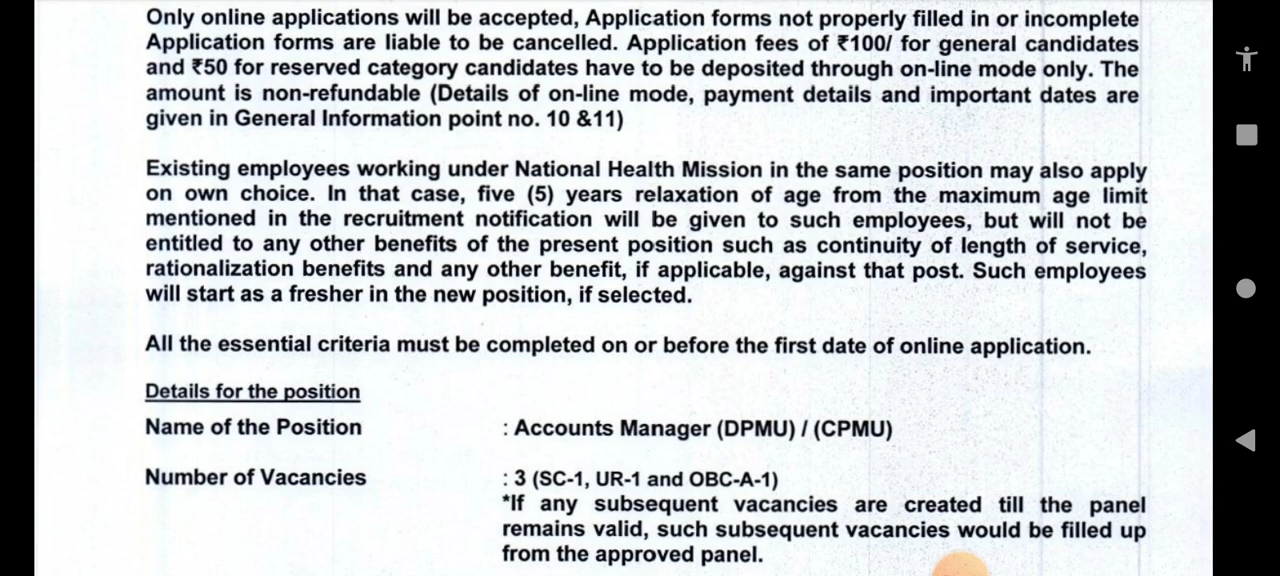 Only online applications will be accepted, Application forms not properly filled in or incomplete
Application forms are liable to be cancelled. Application fees of ₹100/ for general candidates
and ₹50 for reserved category candidates have to be deposited through on-line mode only. The
amount is non-refundable (Details of on-line mode, payment details and important dates are
given in General Information point no. 10 &11)
Existing employees working under National Health Mission in the same position may also apply
on own choice. In that case, five (5) years relaxation of age from the maximum age limit
mentioned in the recruitment notification will be given to such employees, but will not be
entitled to any other benefits of the present position such as continuity of length of service,
rationalization benefits and any other benefit, if applicable, against that post. Such employees
will start as a fresher in the new position, if selected.
All the essential criteria must be completed on or before the first date of online application.
Details for the position
Name of the Position : Accounts Manager (DPMU) / (CPMU)
Number of Vacancies : 3 (SC-1, UR-1 and OBC-A-1)
*If any subsequent vacancies are created till the panel
remains valid, such subsequent vacancies would be filled up
from the approved panel.